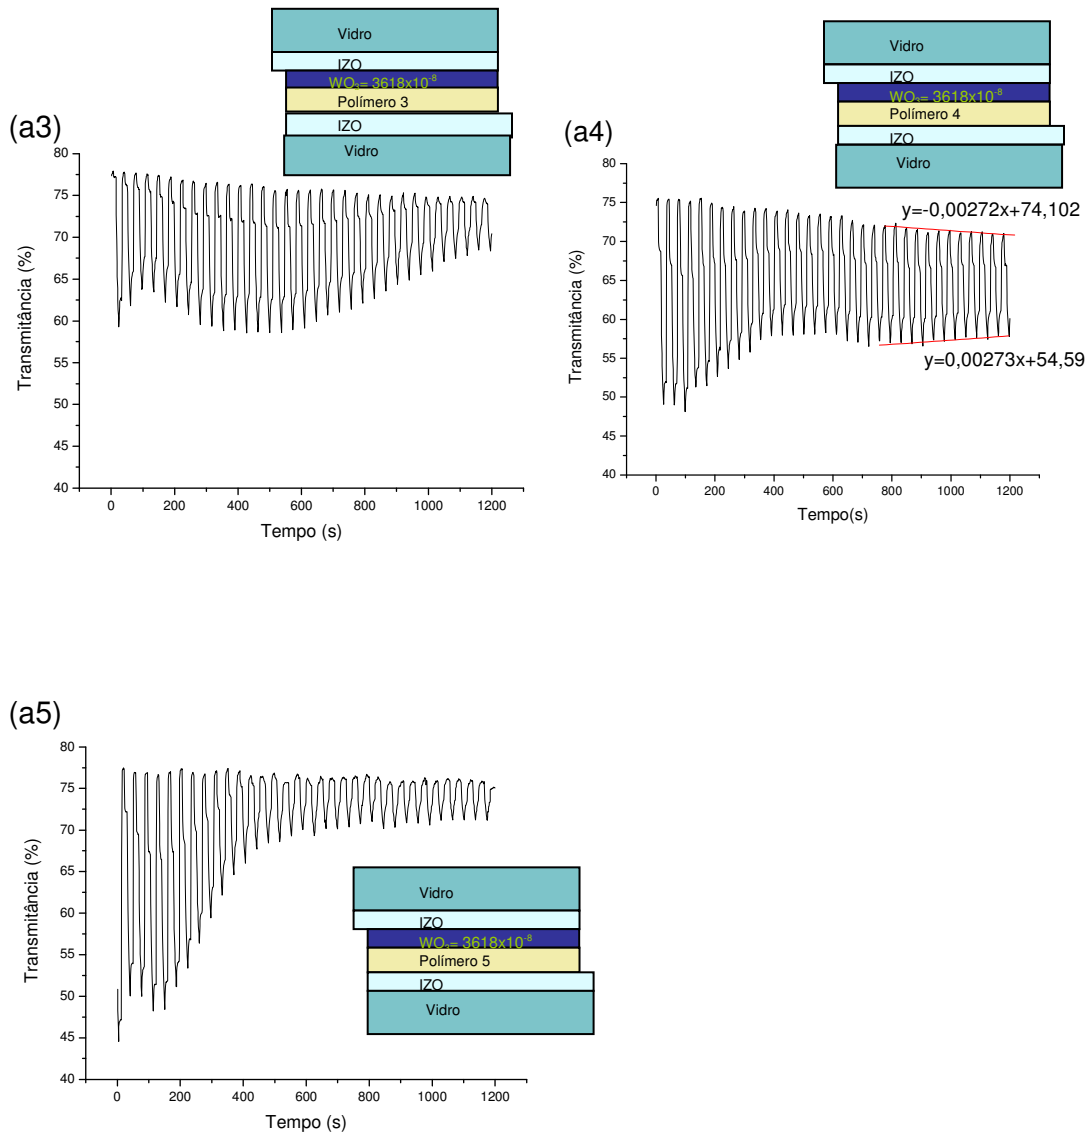 (a3)
Vidro
IZO
WO3= 3618x10-8
Polímero 3
IZO
Vidro
80
75
70
65
60
55
50
45
40
0
200
400
600
800
1000
1200
Transmitância (%)
Tempo (s)
(a4)
Vidro
IZO
WO3= 3618x10-8
Polímero 4
IZO
Vidro
80
75
70
65
60
55
50
45
40
0
200
400
600
800
1000
1200
Transmitância (%)
Tempo(s)
y=-0,00272x+74,102
y=0,00273x+54,59
(a5)
80
75
70
65
60
55
50
45
40
0
200
400
600
800
1000
1200
Transmitância (%)
Tempo (s)
Vidro
IZO
WO3= 3618x10-8
Polímero 5
IZO
Vidro